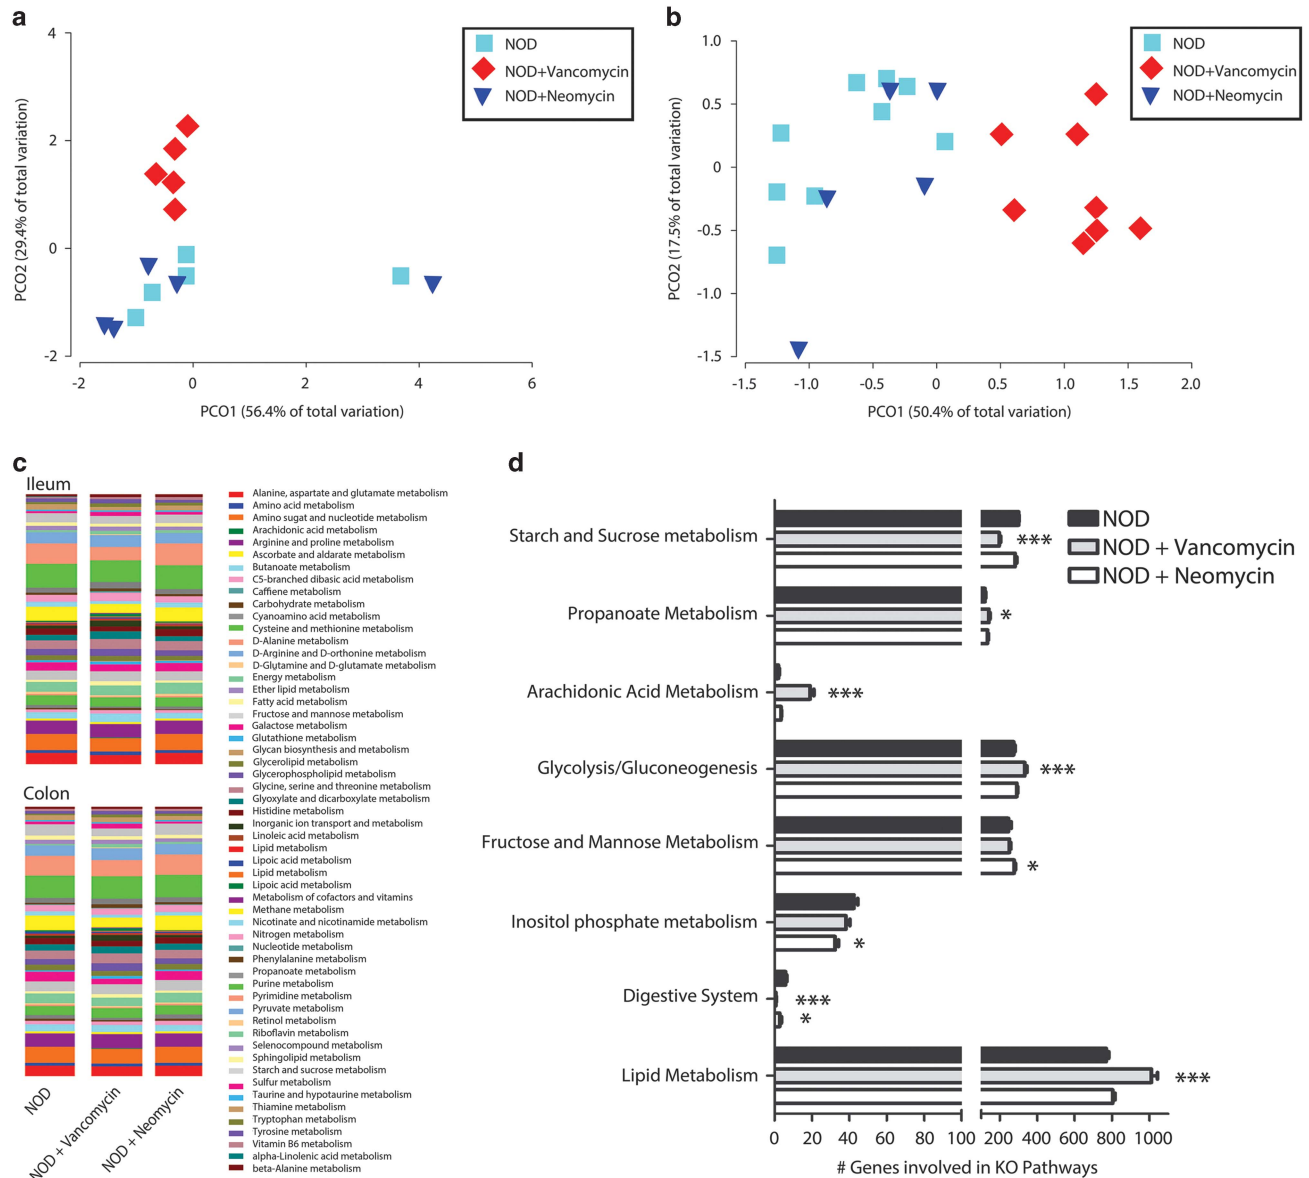 a
4
2
0
-2
PCO2 (29.4% of total variation)
-2
0
2
4
6
PCO1 (56.4% of total variation)
NOD
NOD+Vancomycin
NOD+Neomycin
b
1.0
0.5
0
-0.5
-1.0
-1.5
PCO2 (17.5% of total variation)
-1.5
-1.0
-0.5
0
0.5
1.0
1.5
2.0
PCO1 (50.4% of total variation)
NOD
NOD+Vancomycin
NOD+Neomycin
c
Ileum
Colon
NOD
NOD + Vancomycin
NOD + Neomycin
Alanine, aspartate and glutamate metabolism
Amino acid metabolism
Amino sugat and nucleotide metabolism
Arachidonic acid metabolism
Arginine and proline metabolism
Ascorbate and aldarate metabolism
Butanoate metabolism
C5-branched dibasic acid metabolism
Caffiene metabolism
Carbohydrate metabolism
Cyanoamino acid metabolism
Cysteine and methionine metabolism
D-Alanine metabolism
D-Arginine and D-orthonine metabolism
D-Glutamine and D-glutamate metabolism
Energy metabolism
Ether lipid metabolism
Fatty acid metabolism
Fructose and mannose metabolism
Galactose metabolism
Glutathione metabolism
Glycan biosynthesis and metabolism
Glycerolipid metabolism
Glycerophospholipid metabolism
Glycine, serine and threonine metabolism
Glyoxylate and dicarboxylate metabolism
Histidine metabolism
Inorganic ion transport and metabolism
Linoleic acid metabolism
Lipid metabolism
Lipoic acid metabolism
Lipid metabolism
Lipoic acid metabolism
Metabolism of cofactors and vitamins
Methane metabolism
Nicotinate and nicotinamide metabolism
Nitrogen metabolism
Nucleotide metabolism
Phenylalanine metabolism
Propanoate metabolism
Purine metabolism
Pyrimidine metabolism
Pyruvate metabolism
Retinol metabolism
Riboflavin metabolism
Selenocompound metabolism
Sphingolipid metabolism
Starch and sucrose metabolism
Sulfur metabolism
Taurine and hypotaurine metabolism
Thiamine metabolism
Tryptophan metabolism
Tyrosine metabolism
Vitamin B6 metabolism
alpha-Linolenic acid metabolism
beta-Alanine metabolism
d
NOD
NOD + Vancomycin
NOD + Neomycin
Starch and Sucrose metabolism
***
Propanoate Metabolism
*
Arachidonic Acid Metabolism
***
Glycolysis/Gluconeogenesis
***
Fructose and Mannose Metabolism
*
Inositol phosphate metabolism
*
Digestive System
***
*
Lipid Metabolism
***
0
20
40
60
80
100
200
400
600
800
1000
# Genes involved in KO Pathways